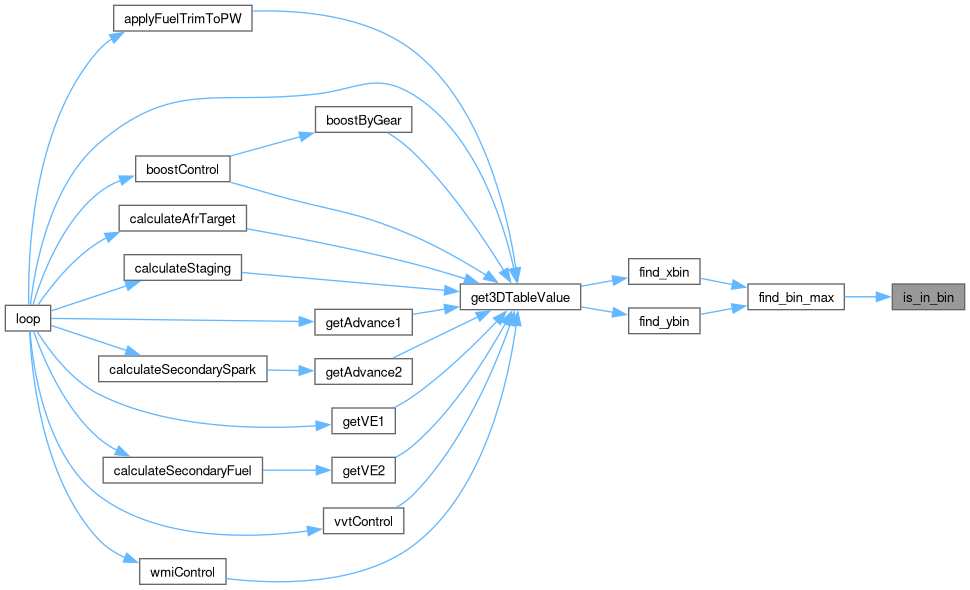 applyFuelTrimToPW
boostByGear
boostControl
calculateAfrTarget
calculateStaging
find_xbin
get3DTableValue
find_bin_max
is_in_bin
loop
getAdvance1
find_ybin
calculateSecondarySpark
getAdvance2
getVE1
calculateSecondaryFuel
getVE2
vvtControl
wmiControl